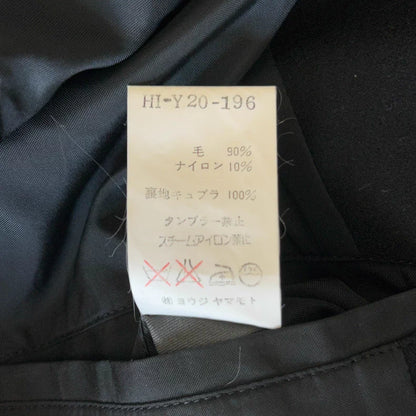 HI-Y20-196
毛 90%
ナイロン 10%
裏地キュプラ 100%
タンブラー禁止
スチームアイロン禁止
㈱ヨウジヤマモト